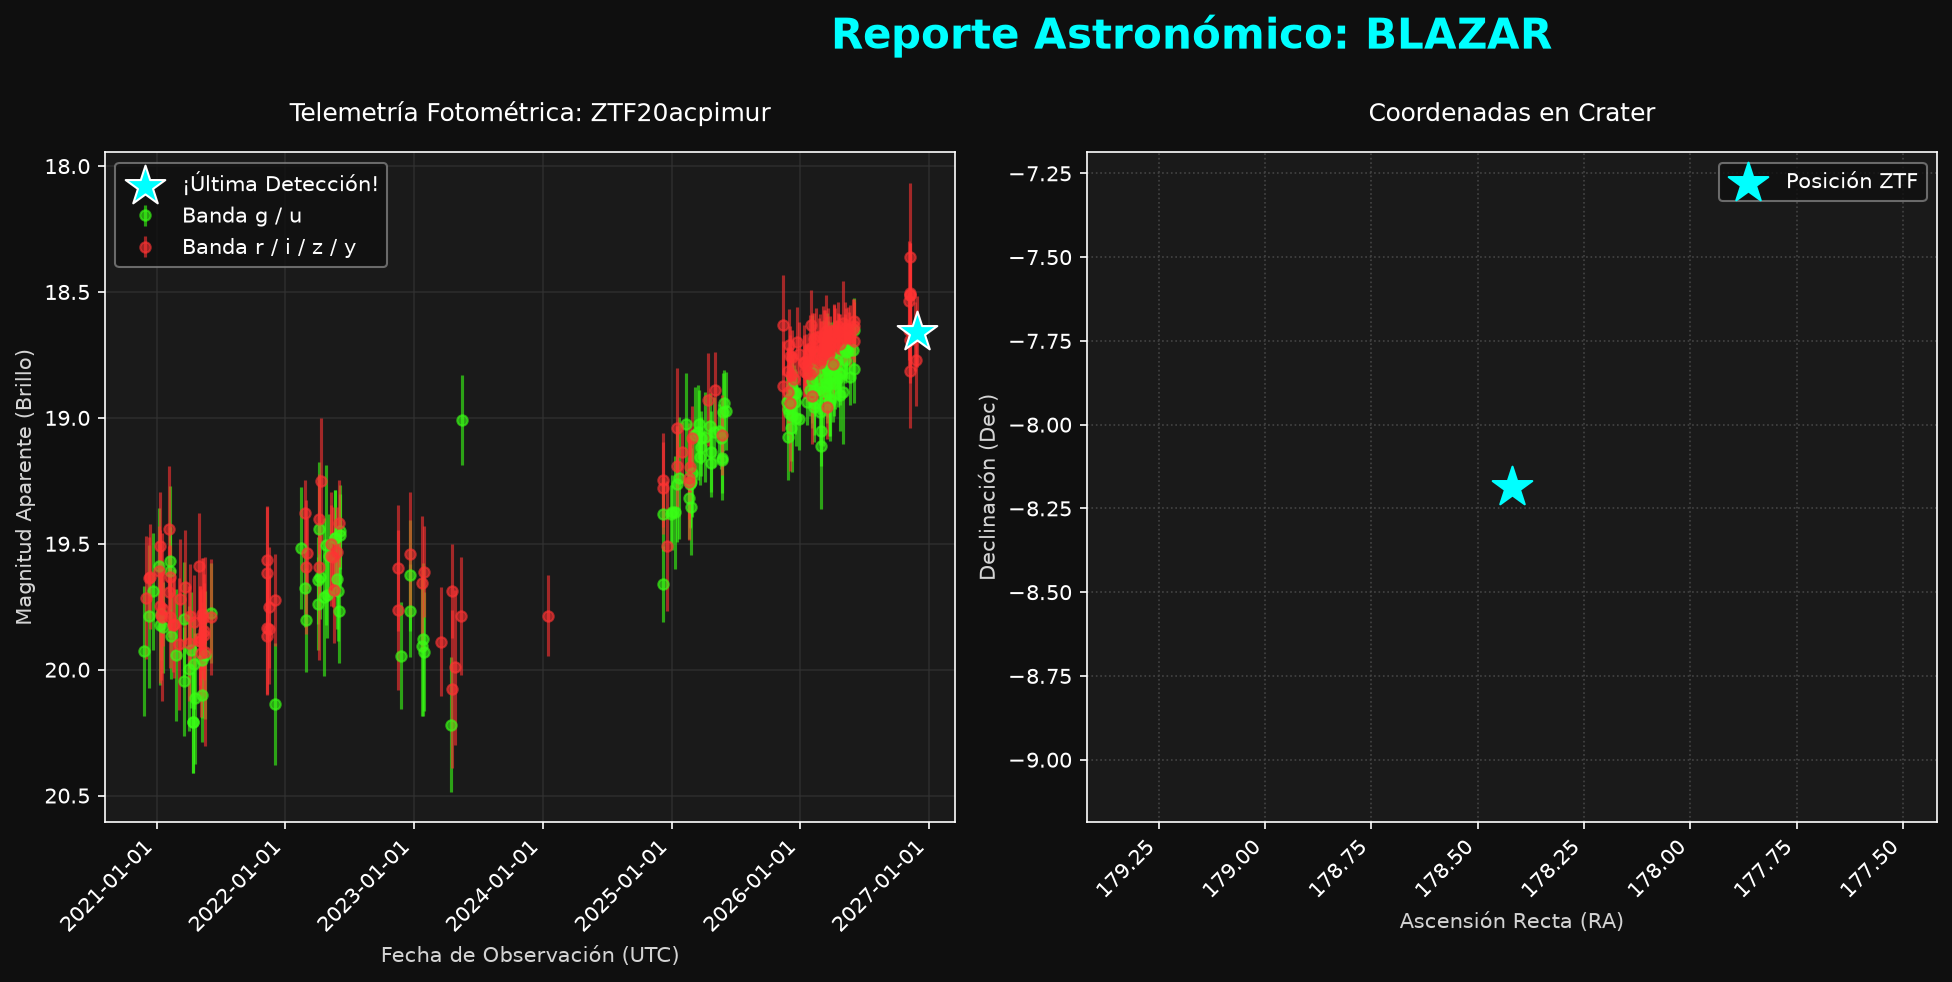 Reporte Astronómico: BLAZAR
Telemetría Fotométrica: ZTF20acpimur
¡Última Detección!
Banda g / u
Banda r / i / z / y
Magnitud Aparente (Brillo)
18.0
18.5
19.0
19.5
20.0
20.5
2021-01-01
2022-01-01
2023-01-01
2024-01-01
2025-01-01
2026-01-01
2027-01-01
Fecha de Observación (UTC)
Coordenadas en Crater
Posición ZTF
Declinación (Dec)
−7.25
−7.50
−7.75
−8.00
−8.25
−8.50
−8.75
−9.00
179.25
179.00
178.75
178.50
178.25
178.00
177.75
177.50
Ascensión Recta (RA)